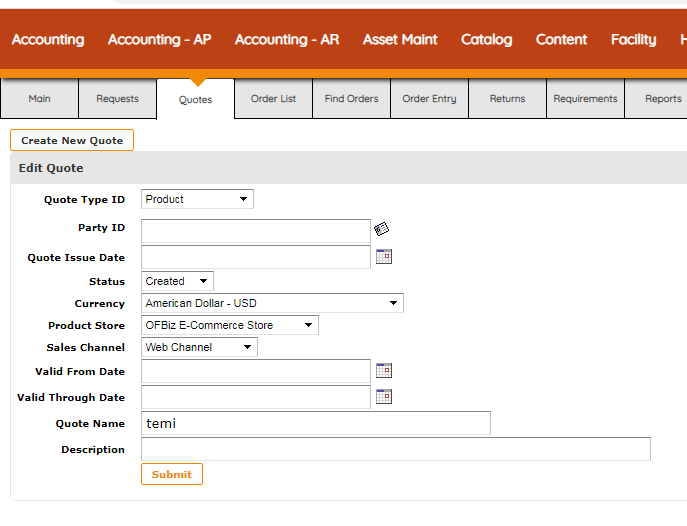 Accounting Accounting - AP Accounting - AR Asset Maint Catalog Content Facility H
Main Requests Quotes Order List Find Orders Order Entry Returns Requirements Reports
Create New Quote
Edit Quote
Quote Type ID Product
Party ID
Quote Issue Date
Status Created
Currency American Dollar - USD
Product Store OFBiz E-Commerce Store
Sales Channel Web Channel
Valid From Date
Valid Through Date
Quote Name temi
Description
Submit